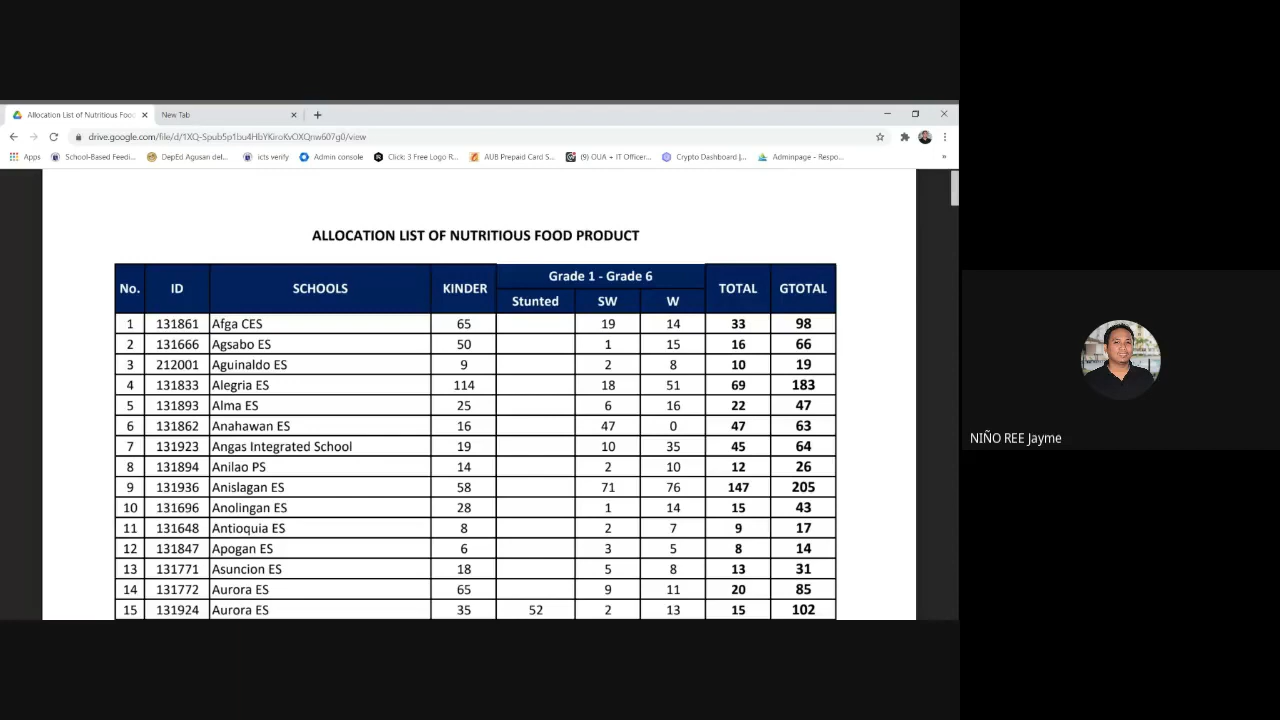 Allocation List of Nutritious Food
New Tab
drive.google.com/file/d/1XQ-Spub5p1bu4HbYKiroKvOXQnw607g0/view
Apps School-Based Feedi... DepEd Agusan del... icts verify Admin console Click: 3 Free Logo R... AUB Prepaid Card S... (9) OUA + IT Officer... Crypto Dashboard |... Adminpage - Respo... »
ALLOCATION LIST OF NUTRITIOUS FOOD PRODUCT
No. ID SCHOOLS KINDER Grade 1 - Grade 6 TOTAL GTOTAL
Stunted SW W
1 131861 Afga CES 65 19 14 33 98
2 131666 Agsabo ES 50 1 15 16 66
3 212001 Aguinaldo ES 9 2 8 10 19
4 131833 Alegria ES 114 18 51 69 183
5 131893 Alma ES 25 6 16 22 47
6 131862 Anahawan ES 16 47 0 47 63
7 131923 Angas Integrated School 19 10 35 45 64
8 131894 Anilao PS 14 2 10 12 26
9 131936 Anislagan ES 58 71 76 147 205
10 131696 Anolingan ES 28 1 14 15 43
11 131648 Antioquia ES 8 2 7 9 17
12 131847 Apogan ES 6 3 5 8 14
13 131771 Asuncion ES 18 5 8 13 31
14 131772 Aurora ES 65 9 11 20 85
15 131924 Aurora ES 35 52 2 13 15 102
NIÑO REE Jayme